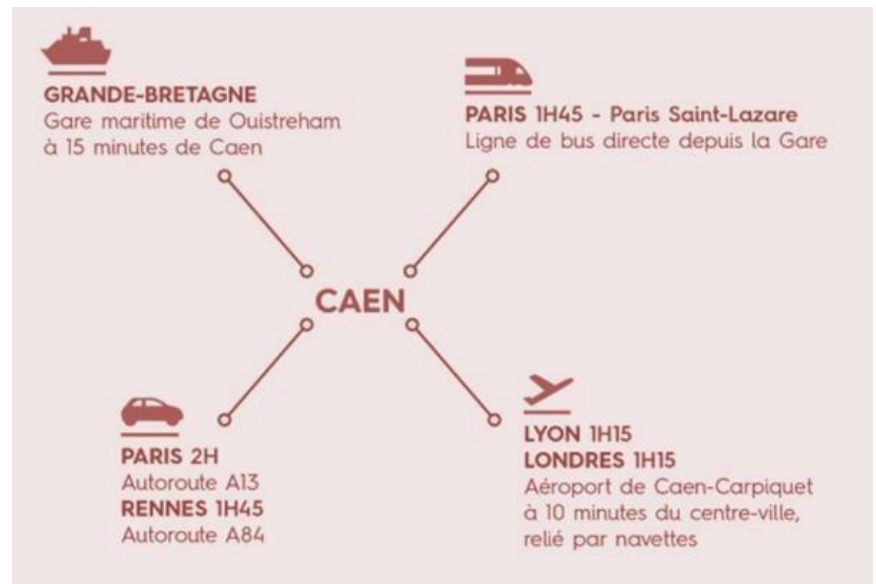 GRANDE-BRETAGNE
Gare maritime de Ouistreham
à 15 minutes de Caen
PARIS 1H45 - Paris Saint-Lazare
Ligne de bus directe depuis la Gare
CAEN
PARIS 2H
Autoroute A13
RENNES 1H45
Autoroute A84
LYON 1H15
LONDRES 1H15
Aéroport de Caen-Carpiquet
à 10 minutes du centre-ville,
relié par navettes